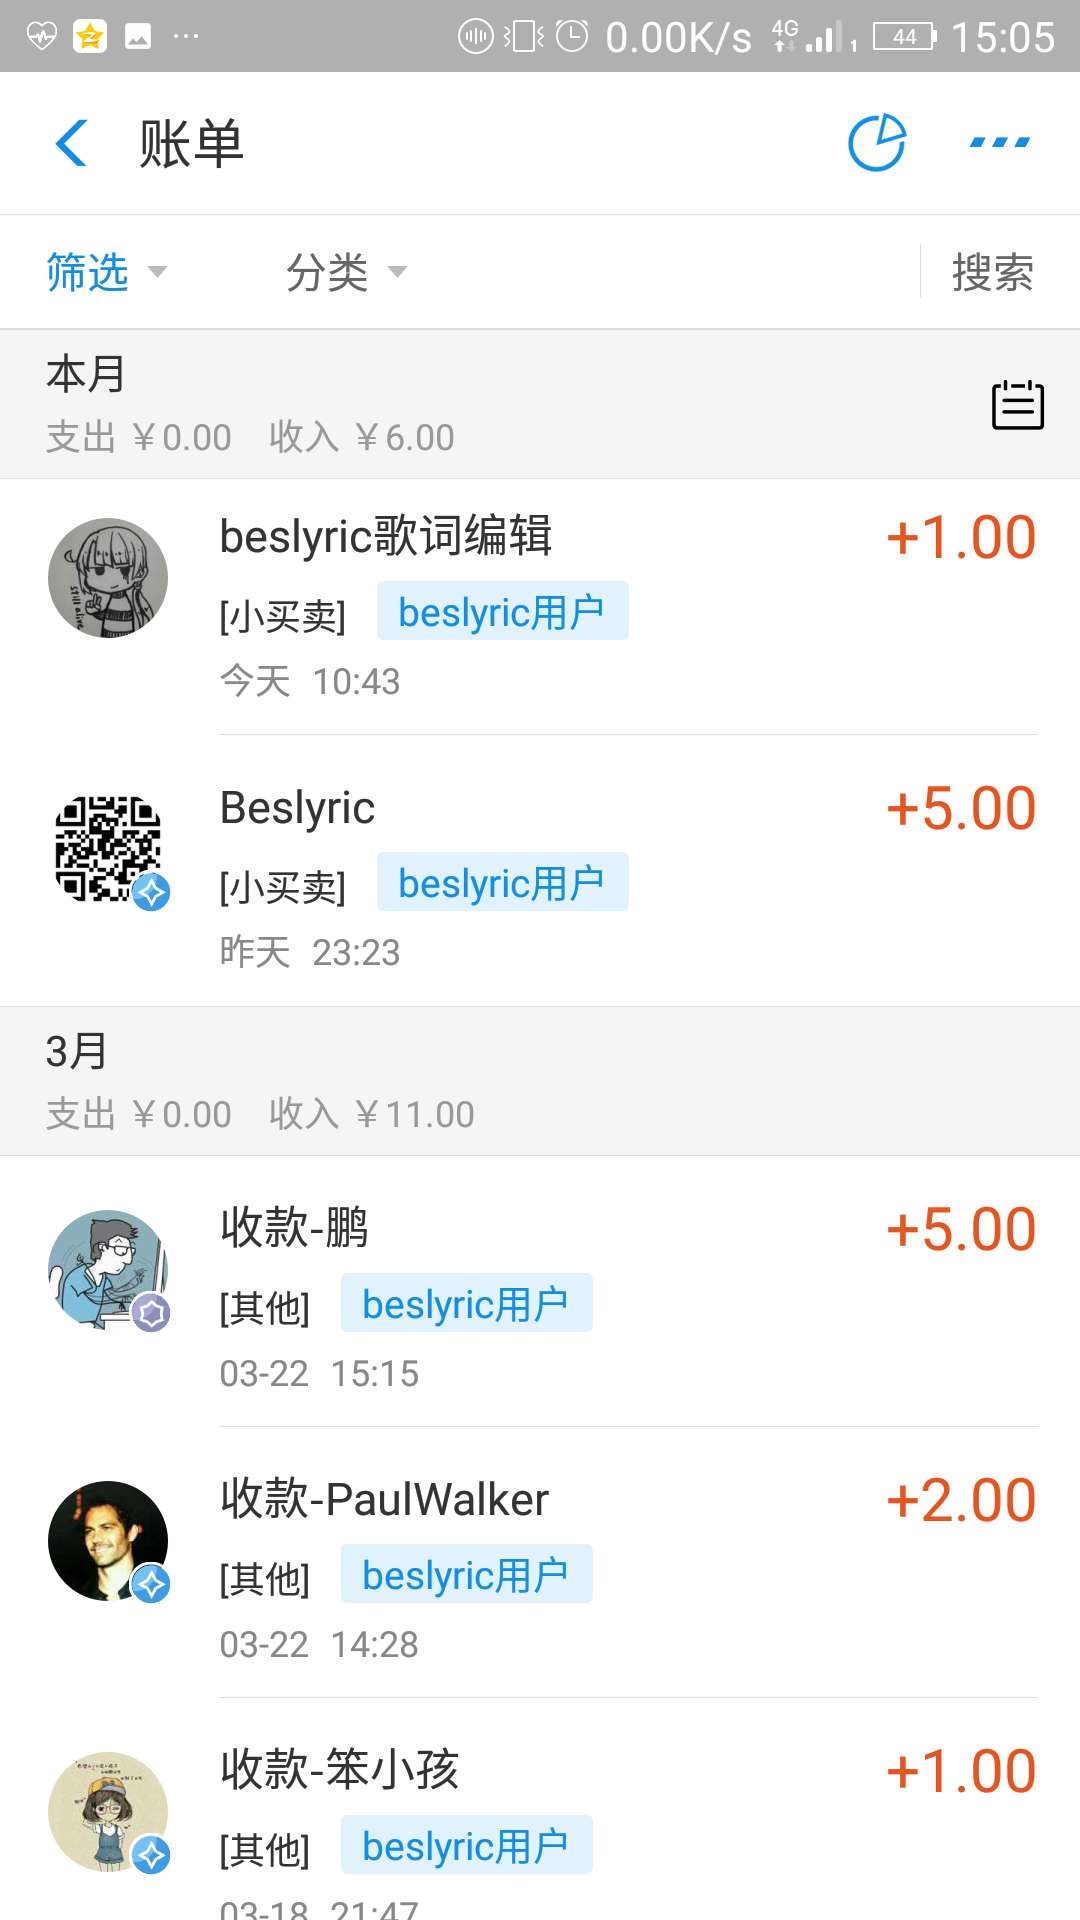 0.00K/s 4G 1 44 15:05
账单
筛选 分类 搜索
本月
支出 ￥0.00 收入 ￥6.00
beslyric歌词编辑 +1.00
[小买卖] beslyric用户
今天 10:43
Beslyric +5.00
[小买卖] beslyric用户
昨天 23:23
3月
支出 ￥0.00 收入 ￥11.00
收款-鹏 +5.00
[其他] beslyric用户
03-22 15:15
收款-PaulWalker +2.00
[其他] beslyric用户
03-22 14:28
收款-笨小孩 +1.00
[其他] beslyric用户
03-18 21:47